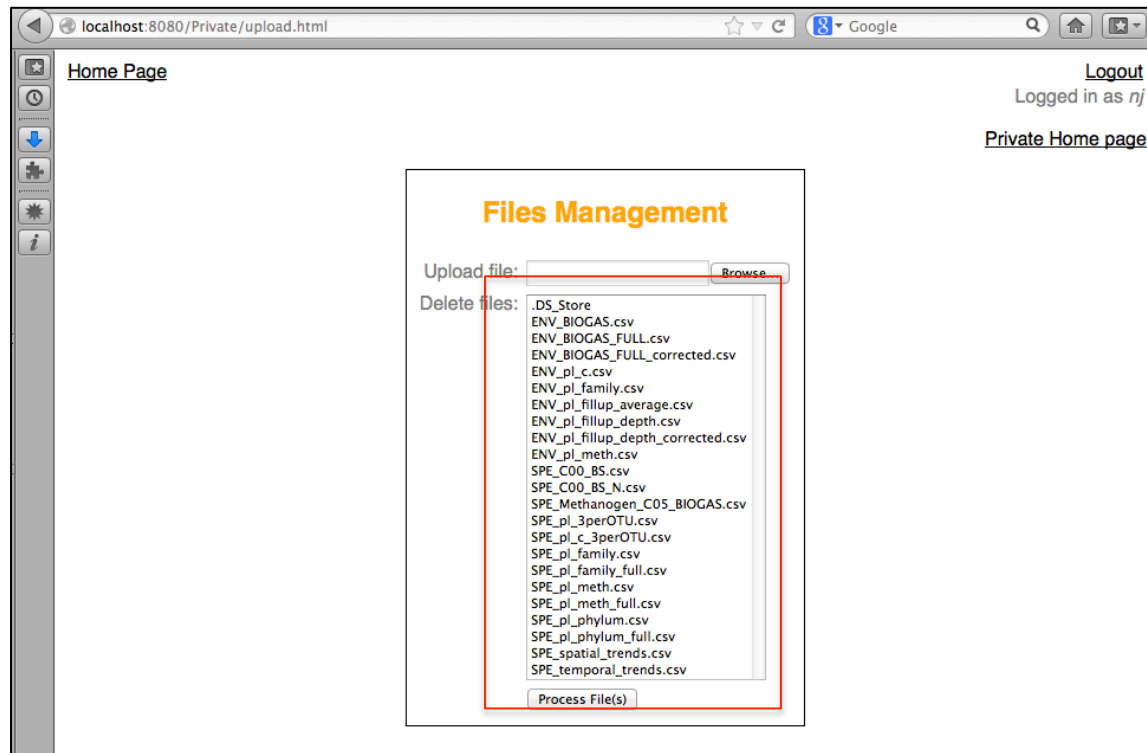 localhost:8080/Private/upload.html
Google
Home Page
Logout
Logged in as nj
Private Home page
Files Management
Upload file:
Browse...
Delete files:
.DS_Store
ENV_BIOGAS.csv
ENV_BIOGAS_FULL.csv
ENV_BIOGAS_FULL_corrected.csv
ENV_pl_c.csv
ENV_pl_family.csv
ENV_pl_fillup_average.csv
ENV_pl_fillup_depth.csv
ENV_pl_fillup_depth_corrected.csv
ENV_pl_meth.csv
SPE_C00_BS.csv
SPE_C00_BS_N.csv
SPE_Methanogen_C05_BIOGAS.csv
SPE_pl_3perOTU.csv
SPE_pl_c_3perOTU.csv
SPE_pl_family.csv
SPE_pl_family_full.csv
SPE_pl_meth.csv
SPE_pl_meth_full.csv
SPE_pl_phylum.csv
SPE_pl_phylum_full.csv
SPE_spatial_trends.csv
SPE_temporal_trends.csv
Process File(s)